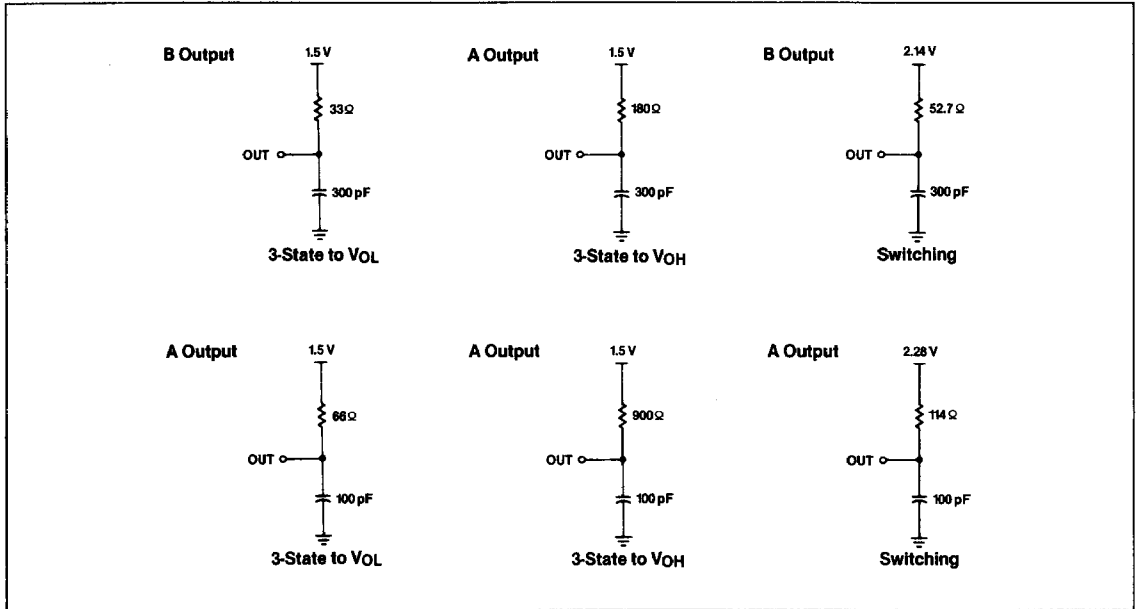 B Output 1.5 V A Output 1.5 V B Output 2.14 V
33Ω 180Ω 52.7 Ω
OUT OUT OUT
300 pF 300 pF 300 pF
3-State to VOL 3-State to VOH Switching
A Output 1.5 V A Output 1.5 V A Output 2.28 V
66Ω 900Ω 114Ω
OUT OUT OUT
100 pF 100 pF 100 pF
3-State to VOL 3-State to VOH Switching